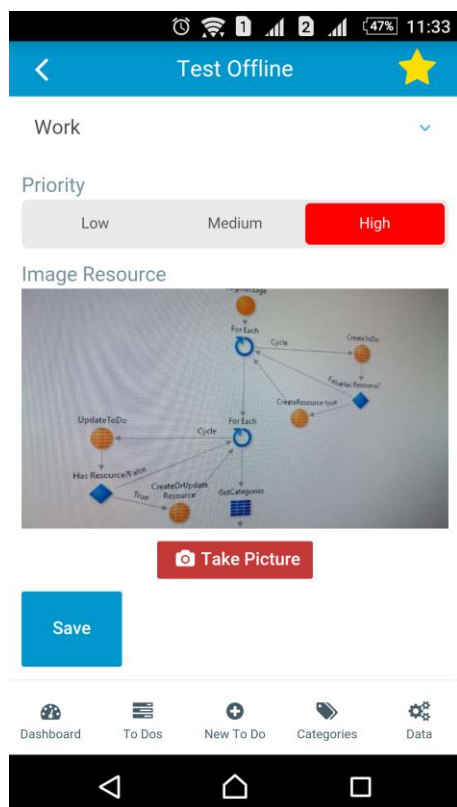 1 2 47% 11:33
Test Offline
Work
Priority
Low Medium High
Image Resource
For Each
Cycle
CreateToDo
False Has Resource?
CreateResource True
UpdateToDo
Cycle
For Each
Has Resource? False
CreateOrUpdate
True Resource
GetCategories
Take Picture
Save
Dashboard To Dos New To Do Categories Data